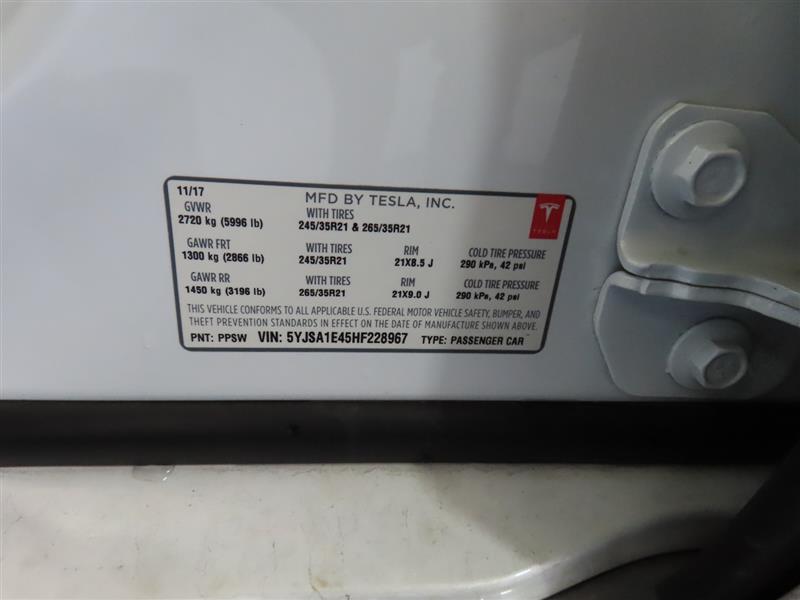 11/17 MFD BY TESLA, INC.
GVWR WITH TIRES
2720 kg (5996 lb) 245/35R21 & 265/35R21
TESLA
GAWR FRT WITH TIRES RIM COLD TIRE PRESSURE
1300 kg (2866 lb) 245/35R21 21X8.5 J 290 kPa, 42 psi
GAWR RR WITH TIRES RIM COLD TIRE PRESSURE
1450 kg (3196 lb) 265/35R21 21X9.0 J 290 kPa, 42 psi
THIS VEHICLE CONFORMS TO ALL APPLICABLE U.S. FEDERAL MOTOR VEHICLE SAFETY, BUMPER, AND
THEFT PREVENTION STANDARDS IN EFFECT ON THE DATE OF MANUFACTURE SHOWN ABOVE.
PNT: PPSW VIN: 5YJSA1E45HF228967 TYPE: PASSENGER CAR